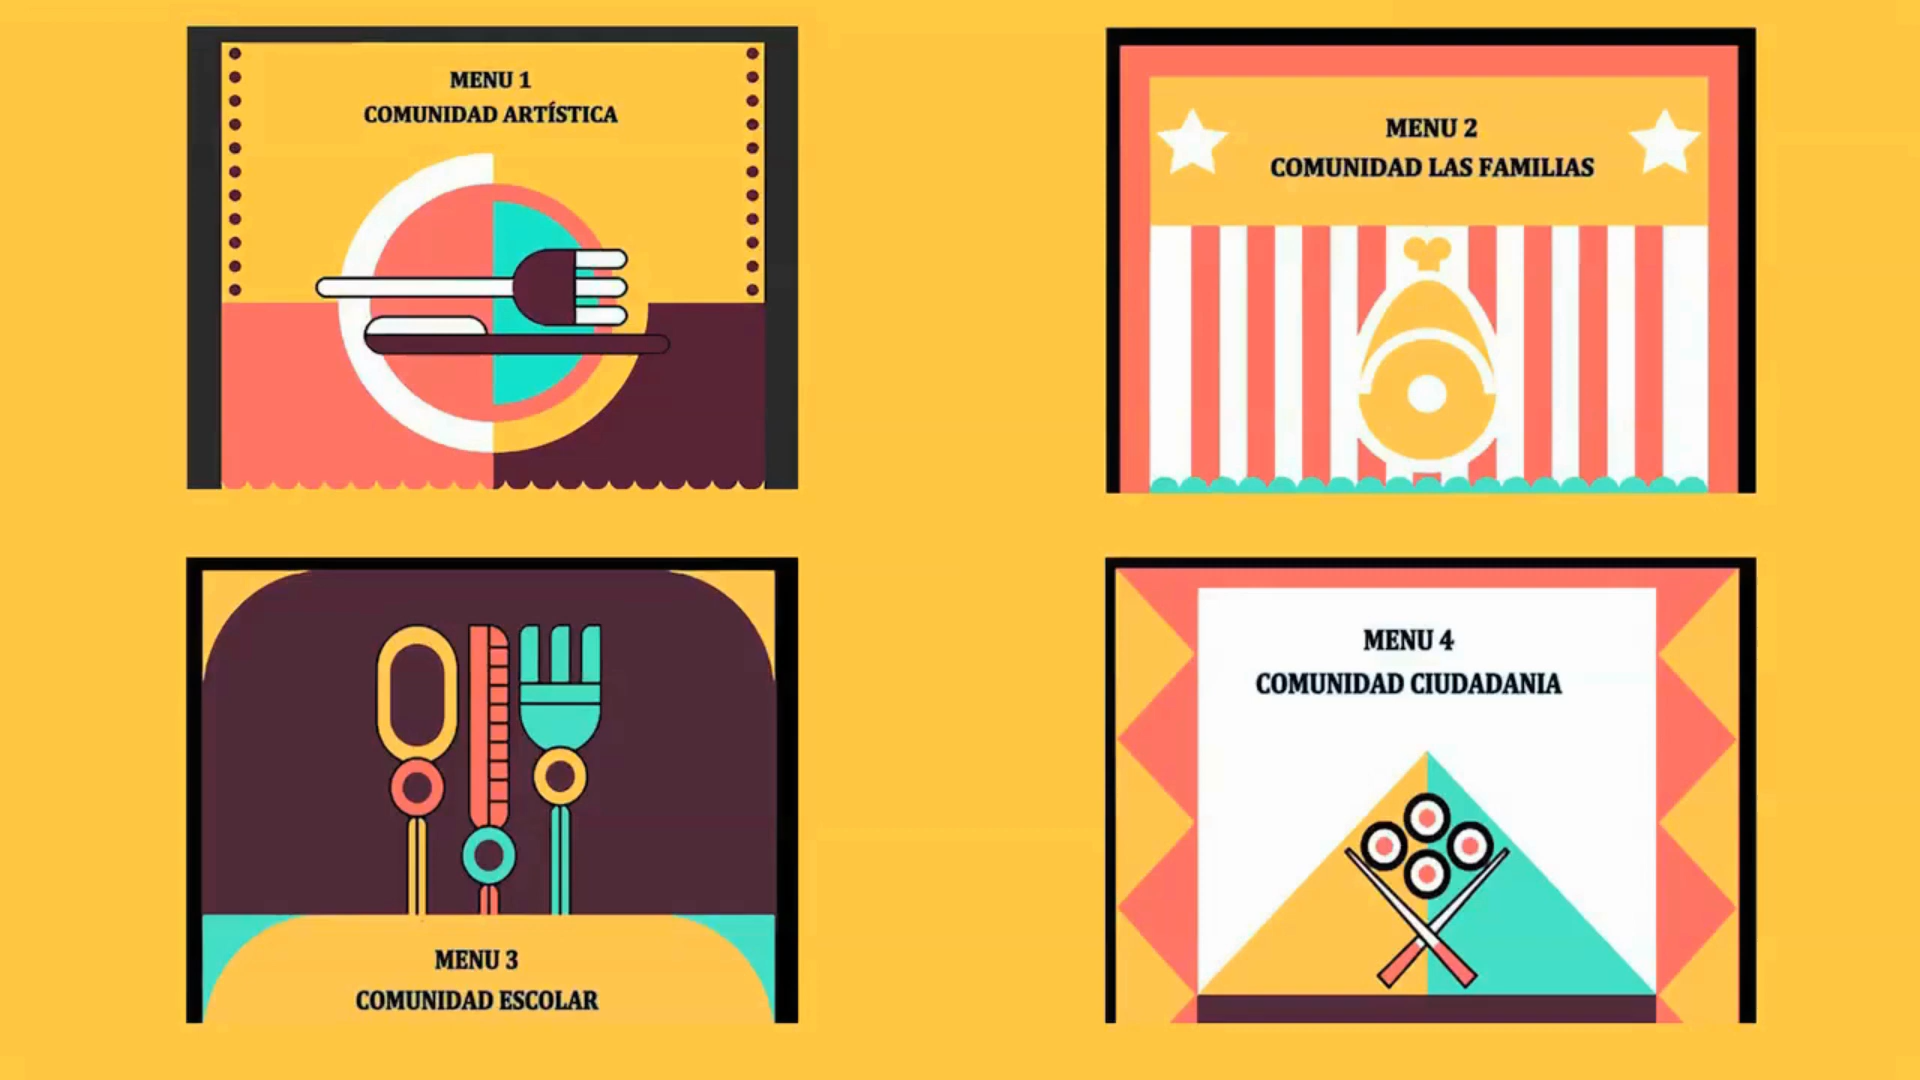 MENU 1
COMUNIDAD ARTÍSTICA
MENU 2
COMUNIDAD LAS FAMILIAS
MENU 3
COMUNIDAD ESCOLAR
MENU 4
COMUNIDAD CIUDADANIA